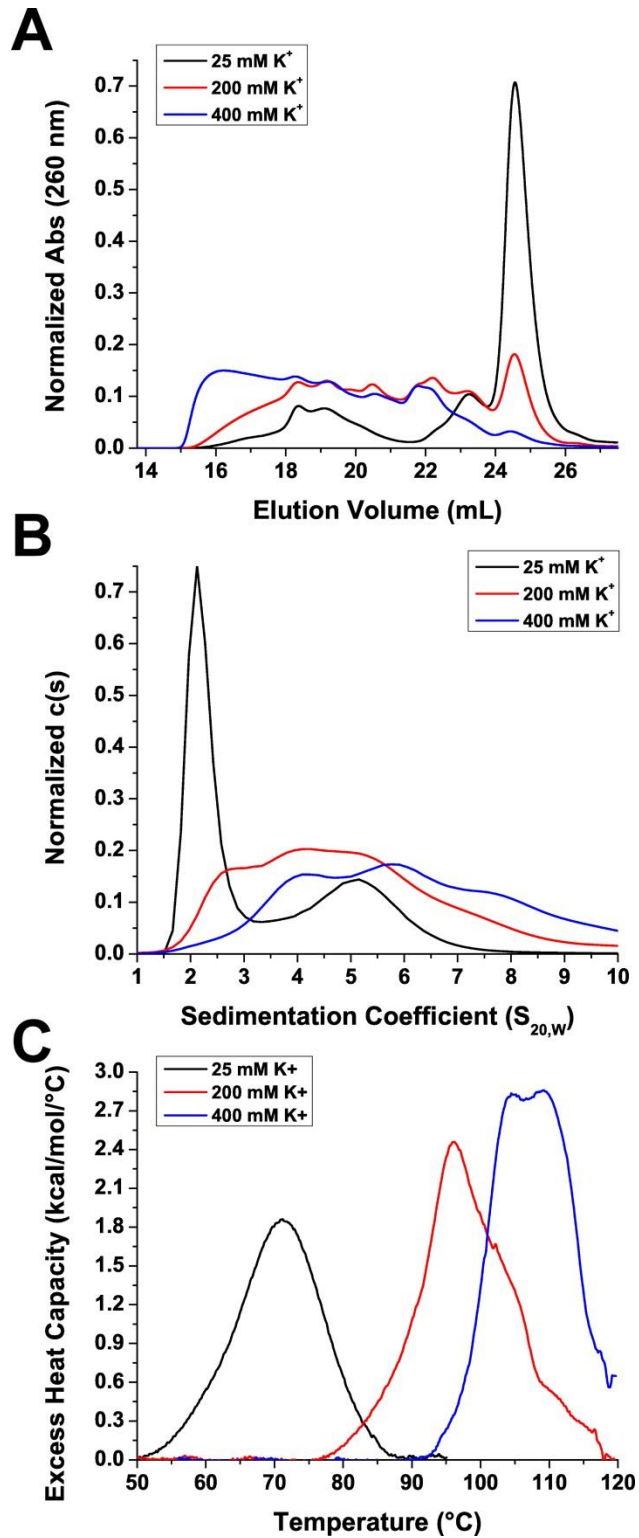 A
25 mM K⁺
200 mM K⁺
400 mM K⁺
Normalized Abs (260 nm)
0.7
0.6
0.5
0.4
0.3
0.2
0.1
0.0
14 16 18 20 22 24 26
Elution Volume (mL)
B
25 mM K⁺
200 mM K⁺
400 mM K⁺
Normalized c(s)
0.7
0.6
0.5
0.4
0.3
0.2
0.1
0.0
1 2 3 4 5 6 7 8 9 10
Sedimentation Coefficient (S₂₀,W)
C
25 mM K+
200 mM K+
400 mM K+
Excess Heat Capacity (kcal/mol/°C)
3.0
2.7
2.4
2.1
1.8
1.5
1.2
0.9
0.6
0.3
0.0
50 60 70 80 90 100 110 120
Temperature (°C)